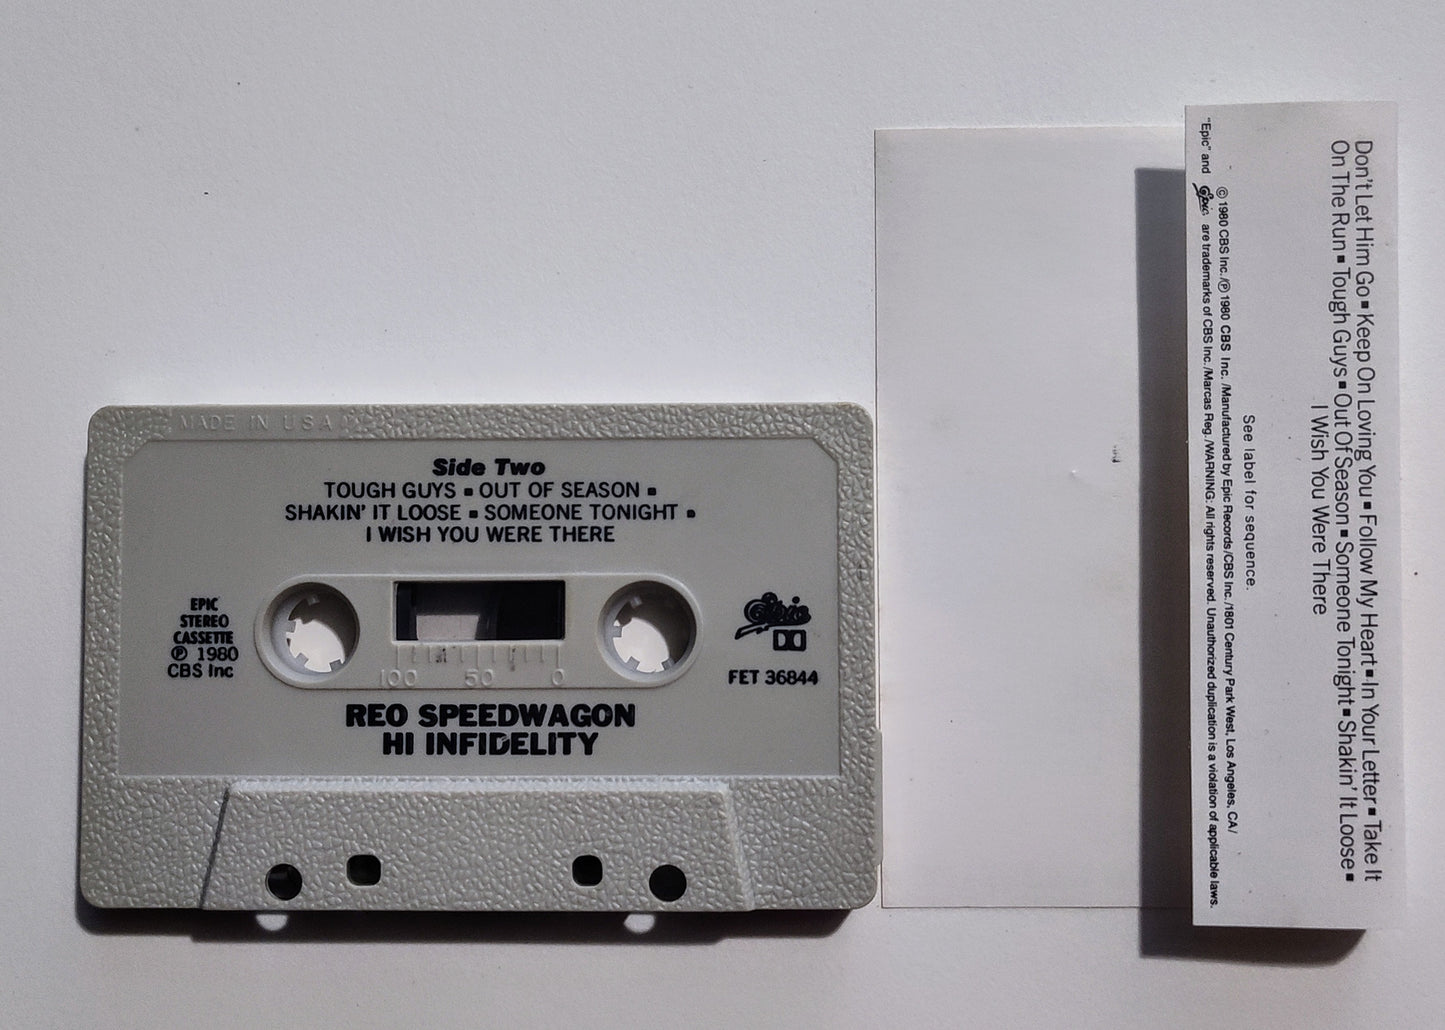 MADE IN U S A
Side Two
TOUGH GUYS ▪ OUT OF SEASON ▪
SHAKIN' IT LOOSE ▪ SOMEONE TONIGHT ▪
I WISH YOU WERE THERE
EPIC
STEREO
CASSETTE
℗ 1980
CBS Inc
100 50 0
Epic
FET 36844
REO SPEEDWAGON
HI INFIDELITY
Don't Let Him Go ▪ Keep On Loving You ▪ Follow My Heart ▪ In Your Letter ▪ Take It
On The Run ▪ Tough Guys ▪ Out Of Season ▪ Someone Tonight ▪ Shakin' It Loose ▪
I Wish You Were There
See label for sequence.
© 1980 CBS Inc./℗ 1980 CBS Inc./Manufactured by Epic Records/CBS Inc./1801 Century Park West, Los Angeles, CA/
"Epic" and Epic are trademarks of CBS Inc./Marcas Reg./WARNING: All rights reserved. Unauthorized duplication is a violation of applicable laws.